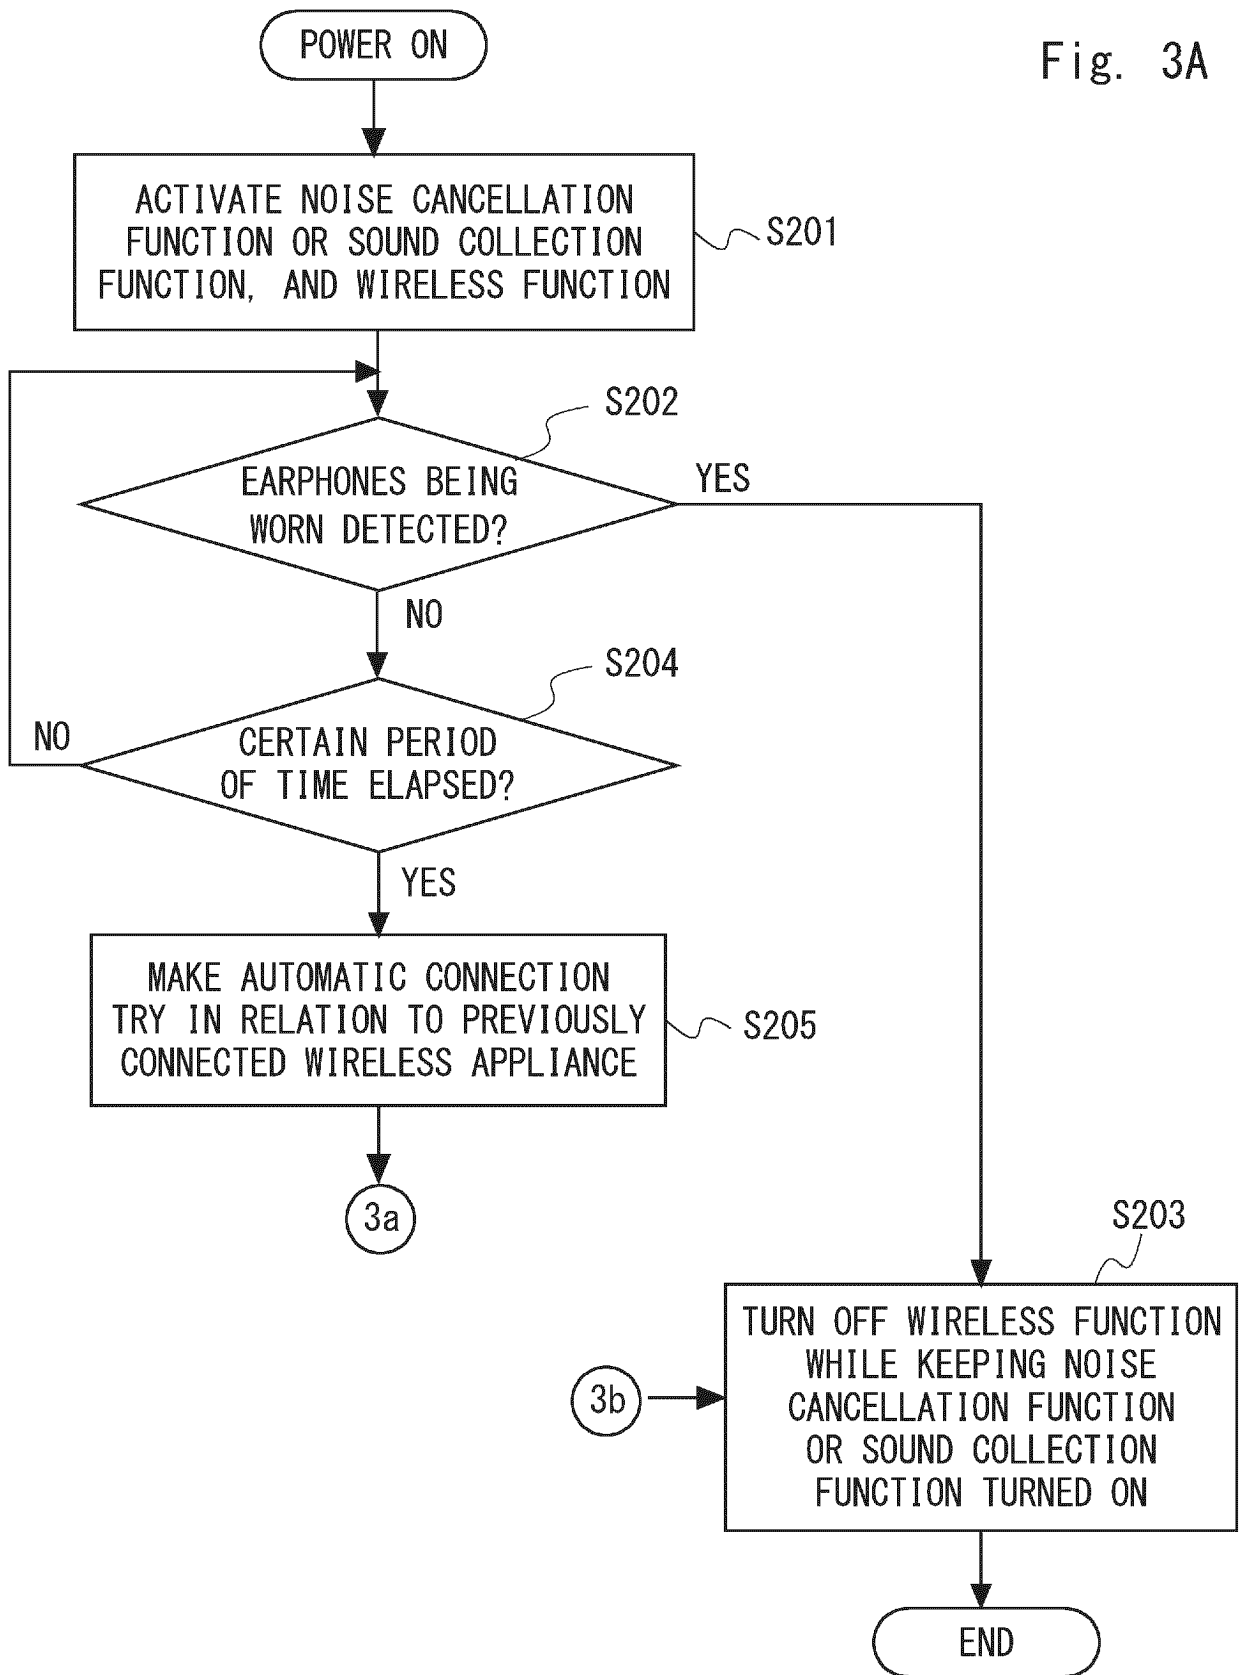 POWER ON
Fig. 3A
ACTIVATE NOISE CANCELLATION
FUNCTION OR SOUND COLLECTION
FUNCTION, AND WIRELESS FUNCTION
S201
S202
EARPHONES BEING
WORN DETECTED?
YES
NO
S204
NO
CERTAIN PERIOD
OF TIME ELAPSED?
YES
MAKE AUTOMATIC CONNECTION
TRY IN RELATION TO PREVIOUSLY
CONNECTED WIRELESS APPLIANCE
S205
3a
S203
TURN OFF WIRELESS FUNCTION
WHILE KEEPING NOISE
CANCELLATION FUNCTION
OR SOUND COLLECTION
FUNCTION TURNED ON
3b
END